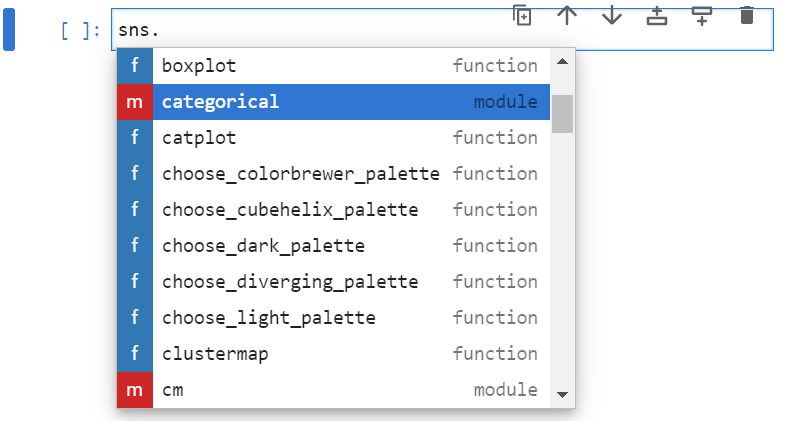 [ ]: sns.
f boxplot function
m categorical module
f catplot function
f choose_colorbrewer_palette function
f choose_cubehelix_palette function
f choose_dark_palette function
f choose_diverging_palette function
f choose_light_palette function
f clustermap function
m cm module